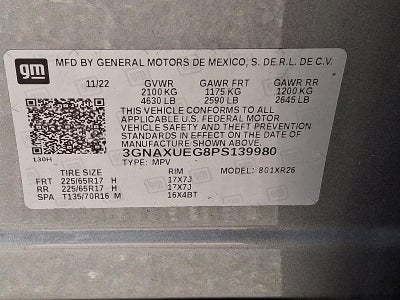 gm
MFD BY GENERAL MOTORS DE MEXICO, S. DE R.L. DE C.V.
11/22 GVWR GAWR FRT GAWR RR
2100 KG 1175 KG 1200 KG
4630 LB 2590 LB 2645 LB
THIS VEHICLE CONFORMS TO ALL
APPLICABLE U.S. FEDERAL MOTOR
VEHICLE SAFETY AND THEFT PREVENTION
STANDARDS IN EFFECT ON THE DATE OF
MANUFACTURE SHOWN ABOVE.
130H 3GNAXUEG8PS139980
TYPE: MPV
TIRE SIZE RIM MODEL: 801XR26
FRT 225/65R17 H 17X7J
RR 225/65R17 H 17X7J
SPA T135/70R16 M 16X4BT